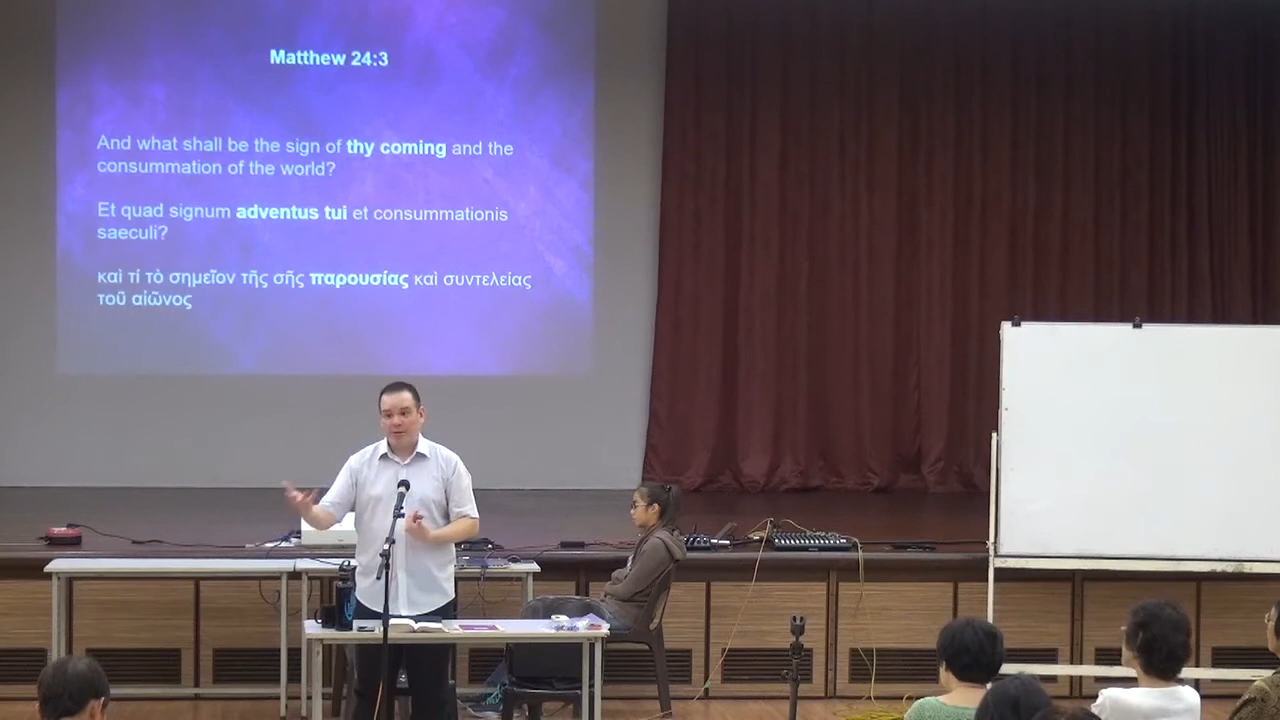 Matthew 24:3
And what shall be the sign of thy coming and the
consummation of the world?
Et quad signum adventus tui et consummationis
saeculi?
καὶ τί τὸ σημεῖον τῆς σῆς παρουσίας καὶ συντελείας
τοῦ αἰῶνος